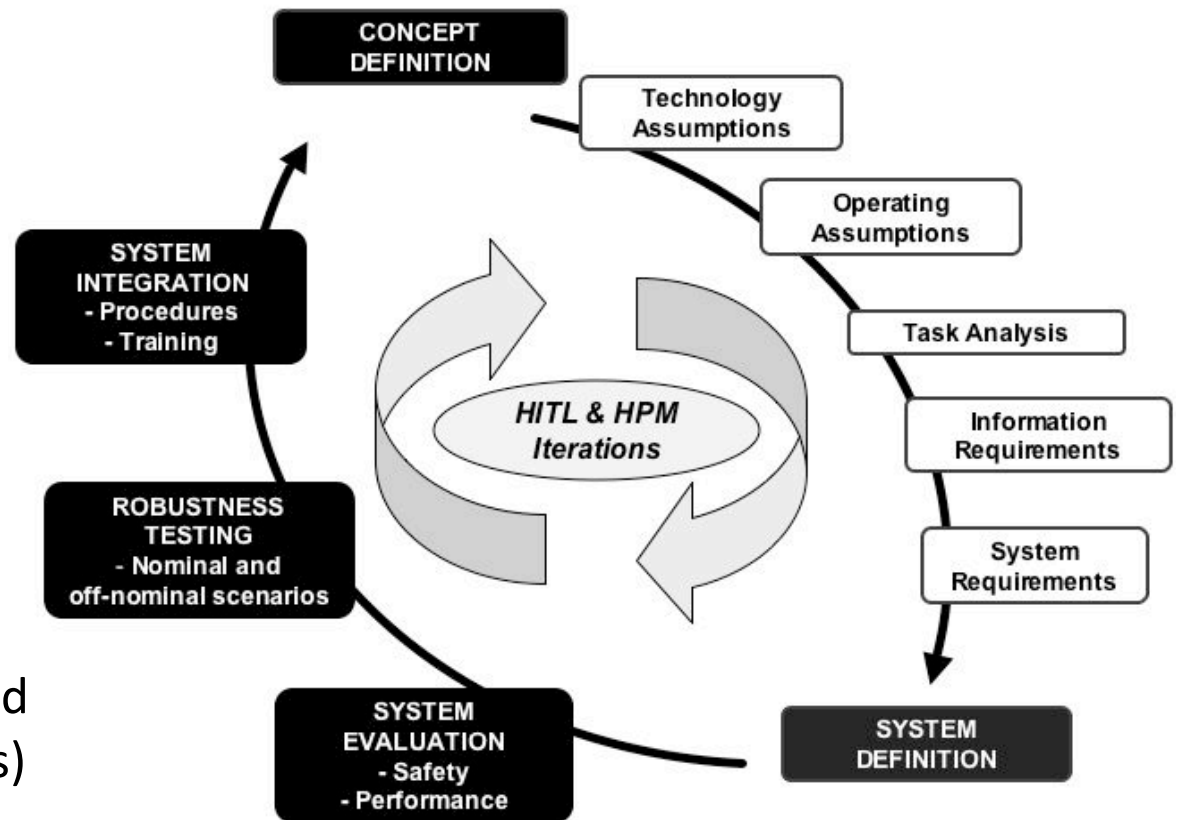 CONCEPT
DEFINITION
Technology
Assumptions
Operating
Assumptions
Task Analysis
Information
Requirements
System
Requirements
SYSTEM
DEFINITION
SYSTEM
EVALUATION
- Safety
- Performance
ROBUSTNESS
TESTING
- Nominal and
off-nominal scenarios
SYSTEM
INTEGRATION
- Procedures
- Training
HITL & HPM
Iterations
d
s)